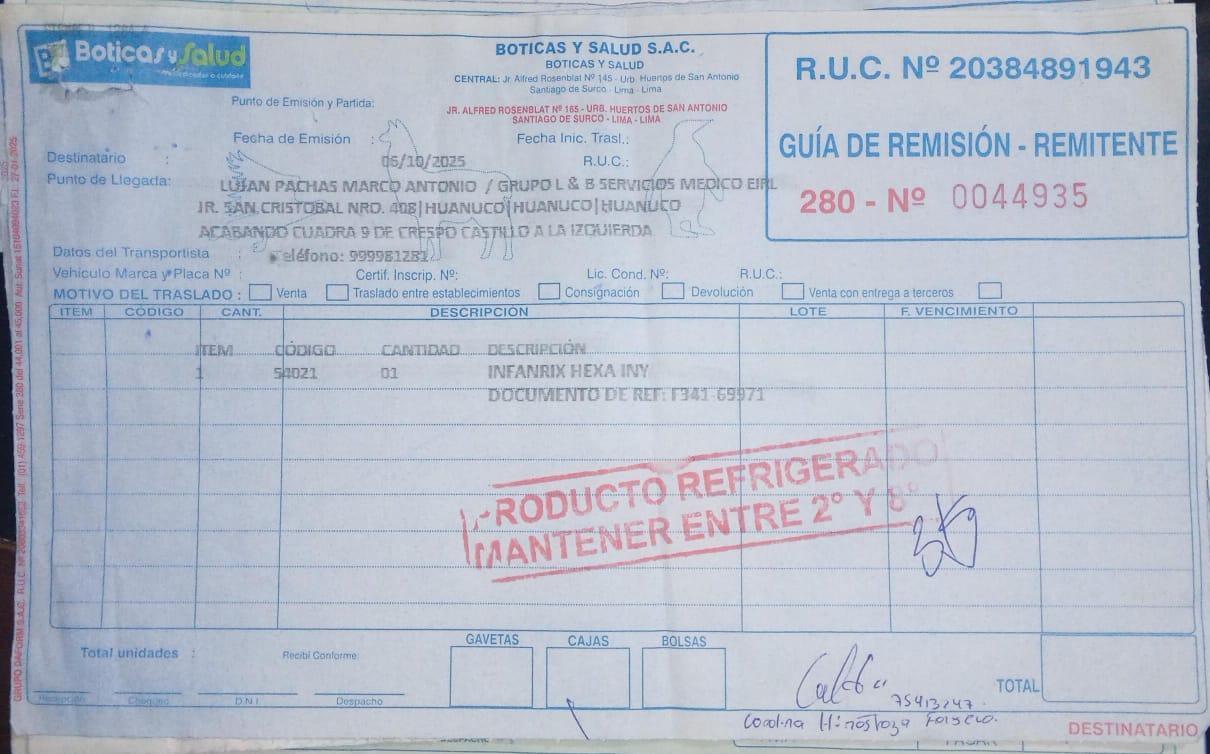 Boticas y Salud
BOTICAS Y SALUD S.A.C.
BOTICAS Y SALUD
CENTRAL: Jr. Alfred Rosenblat Nº 145 - Urb. Huertos de San Antonio
Santiago de Surco - Lima - Lima
Punto de Emisión y Partida:
JR. ALFRED ROSENBLAT Nº 165 - URB. HUERTOS DE SAN ANTONIO
SANTIAGO DE SURCO - LIMA - LIMA
R.U.C. Nº 20384891943
GUÍA DE REMISIÓN - REMITENTE
280 - Nº 0044935
Fecha de Emisión :
Fecha Inic. Trasl.:
Destinatario :
06/10/2025
R.U.C.:
Punto de Llegada:
LUJAN PACHAS MARCO ANTONIO / GRUPO L & B SERVICIOS MEDICO EIRL
JR. SAN CRISTOBAL NRO. 408|HUANUCO|HUANUCO|HUANUCO
ACABANDO CUADRA 9 DE CRESPO CASTILLO A LA IZQUIERDA
Datos del Transportista :
Teléfono: 999981281
Vehículo Marca y Placa Nº :
Certif. Inscrip. Nº:
Lic. Cond. Nº:
R.U.C.:
MOTIVO DEL TRASLADO : Venta Traslado entre establecimientos Consignación Devolución Venta con entrega a terceros
ITEM CÓDIGO CANT. DESCRIPCIÓN LOTE F. VENCIMIENTO
ITEM CÓDIGO CANTIDAD DESCRIPCIÓN
1 54021 01 INFANRIX HEXA INY
DOCUMENTO DE REF: F341-69971
PRODUCTO REFRIGERADO
MANTENER ENTRE 2º Y 8º
Total unidades :
Recibí Conforme:
GAVETAS CAJAS BOLSAS
TOTAL
Recepción Chequeo D.N.I. Despacho
75413247
DESTINATARIO